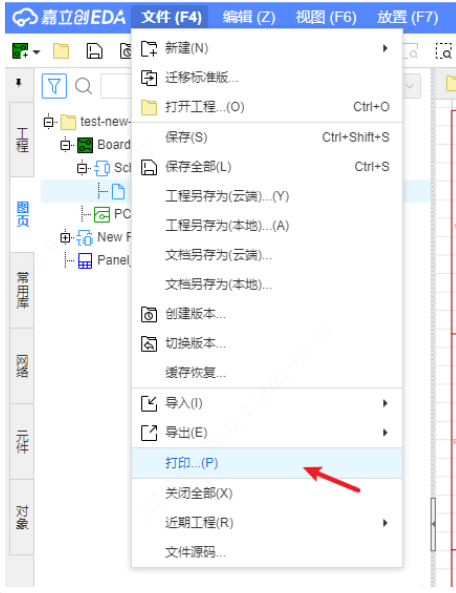 嘉立创EDA 文件 (F4) 编辑 (Z) 视图 (F6) 放置 (F7)
新建(N)
迁移标准版...
打开工程...(O) Ctrl+O
保存(S) Ctrl+Shift+S
保存全部(L) Ctrl+S
工程另存为(云端)...(Y)
工程另存为(本地)...(A)
文档另存为(云端)...
文档另存为(本地)...
创建版本...
切换版本...
缓存恢复...
导入(I)
导出(E)
打印...(P)
关闭全部(X)
近期工程(R)
文件源码...
工程
图页
常用库
网络
元件
对象
test-new-
Board
Sch
PC
New P
Panel_